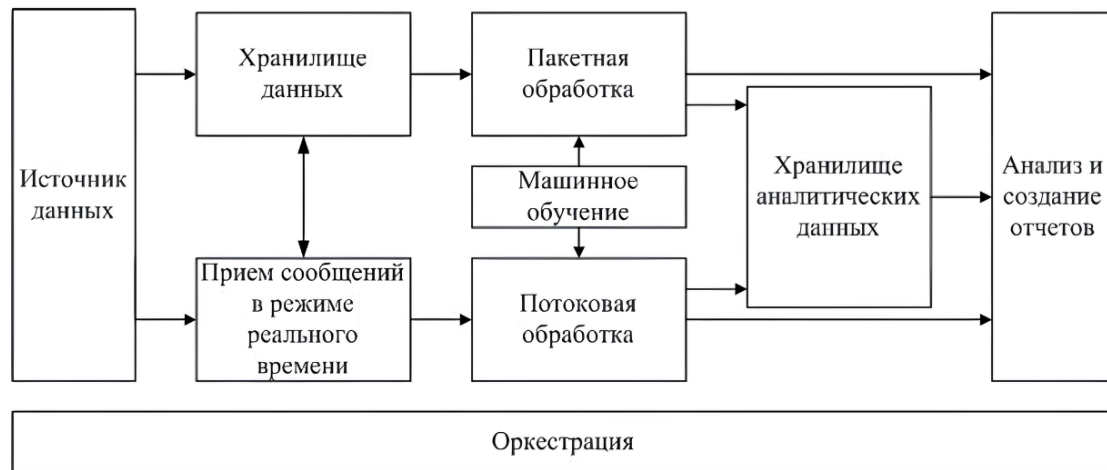 Источник
данных
Хранилище
данных
Прием сообщений
в режиме
реального
времени
Пакетная
обработка
Машинное
обучение
Потоковая
обработка
Хранилище
аналитических
данных
Анализ и
создание
отчетов
Оркестрация